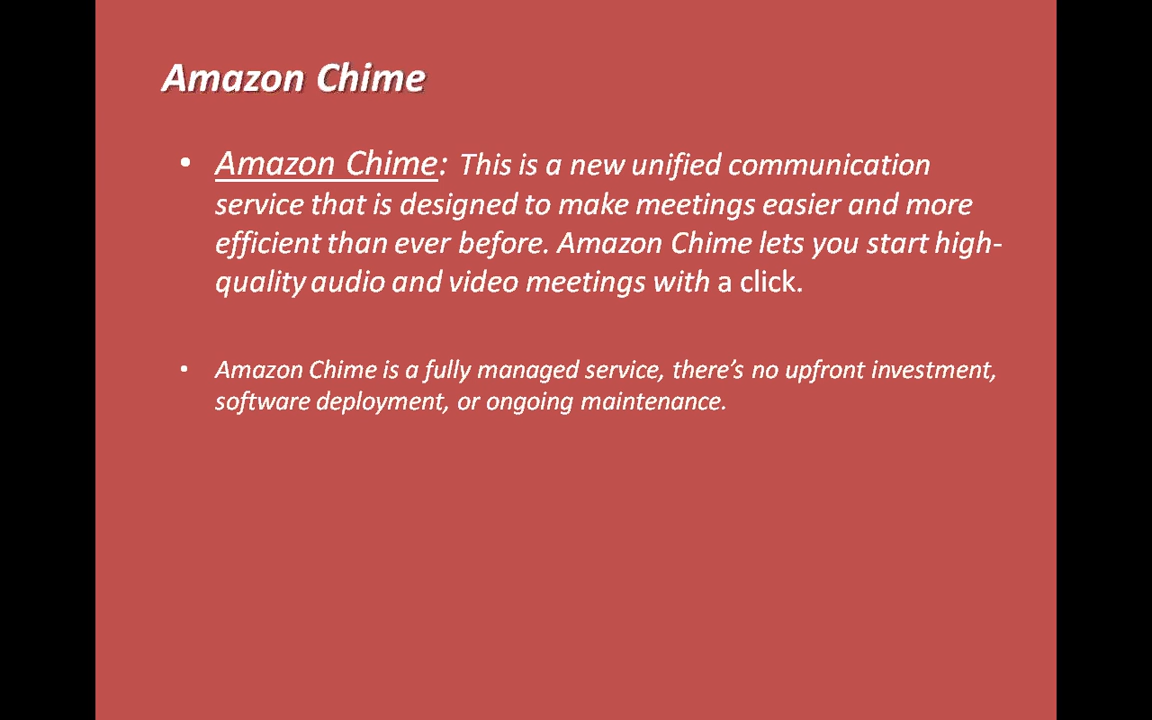 Amazon Chime
• Amazon Chime: This is a new unified communication
service that is designed to make meetings easier and more
efficient than ever before. Amazon Chime lets you start high-
quality audio and video meetings with a click.
• Amazon Chime is a fully managed service, there’s no upfront investment,
software deployment, or ongoing maintenance.